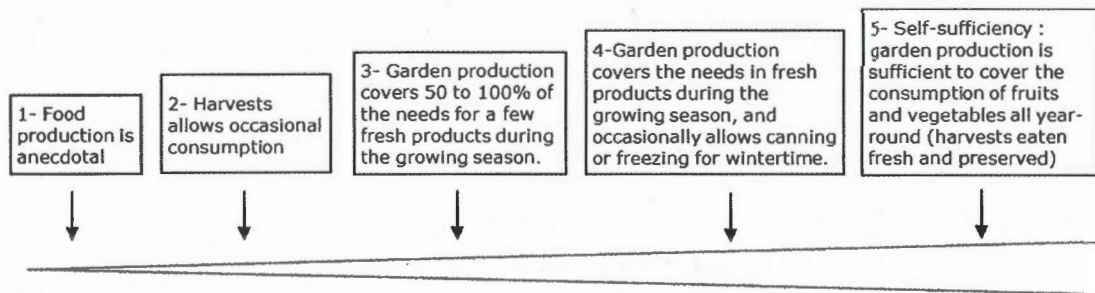 1- Food
production is
anecdotal
2- Harvests
allows occasional
consumption
3- Garden production
covers 50 to 100% of
the needs for a few
fresh products during
the growing season.
4-Garden production
covers the needs in fresh
products during the
growing season, and
occasionally allows canning
or freezing for wintertime.
5- Self-sufficiency :
garden production is
sufficient to cover the
consumption of fruits
and vegetables all year-
round (harvests eaten
fresh and preserved)